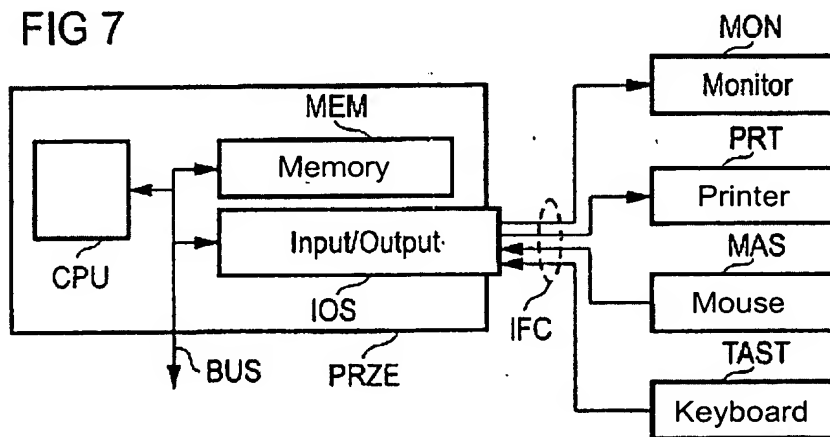 FIG 7
MON
Monitor
MEM
Memory
PRT
Printer
CPU
Input/Output
IOS
MAS
Mouse
IFC
BUS
PRZE
TAST
Keyboard